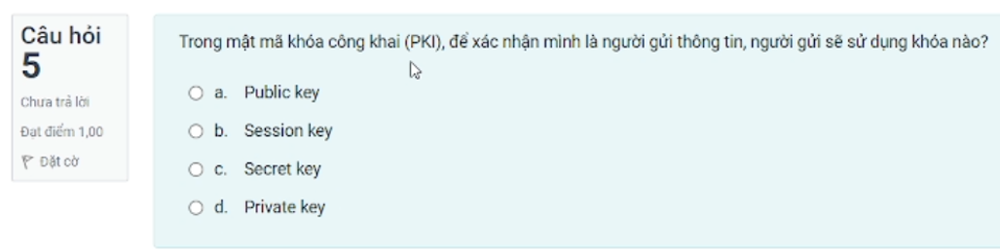 Câu hỏi
5
Chưa trả lời
Đạt điểm 1,00
Đặt cờ
Trong mật mã khóa công khai (PKI), để xác nhận mình là người gửi thông tin, người gửi sẽ sử dụng khóa nào?
a. Public key
b. Session key
c. Secret key
d. Private key